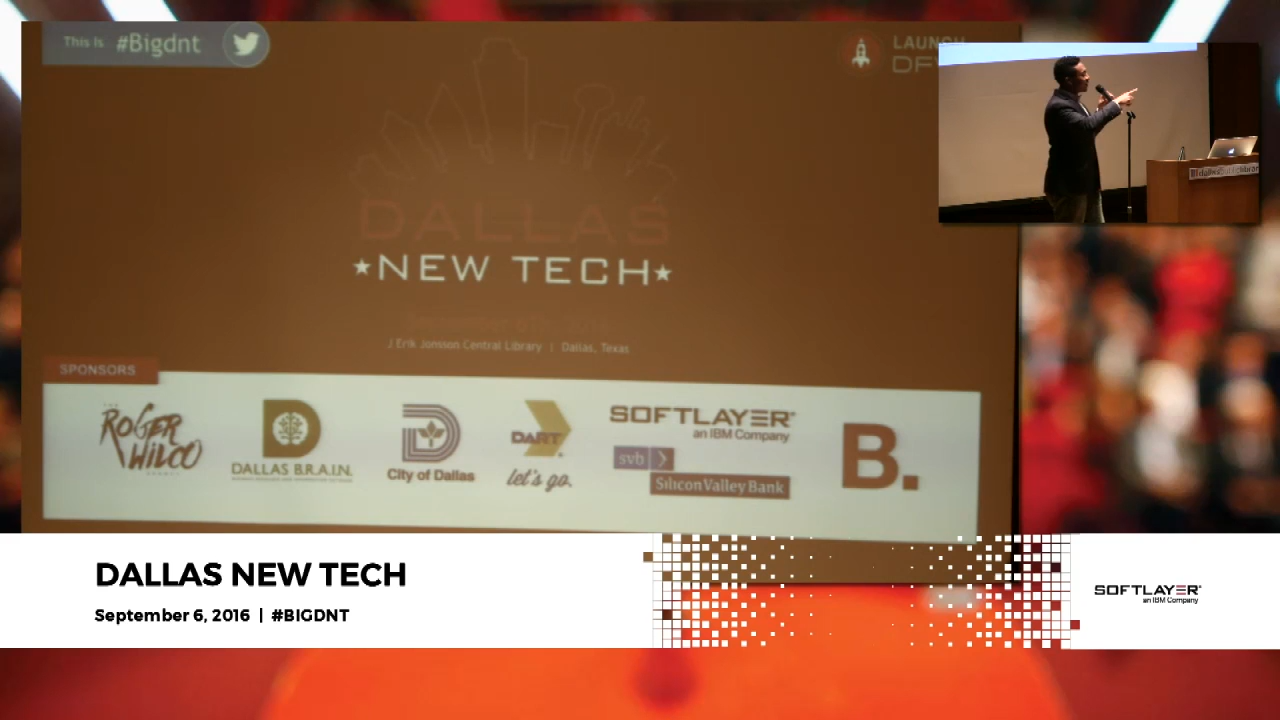 This Is #Bigdnt
LAUNCH
DF
DALLAS
NEW TECH
J Erik Jonsson Central Library | Dallas, Texas
SPONSORS
THE
ROGER
WILCO
DALLAS B.R.A.I.N.
City of Dallas
DART
let's go.
SOFTLAYER®
an IBM Company
svb
Silicon Valley Bank
B.
DALLAS NEW TECH
September 6, 2016 | #BIGDNT
SOFTLAYER®
an IBM Company